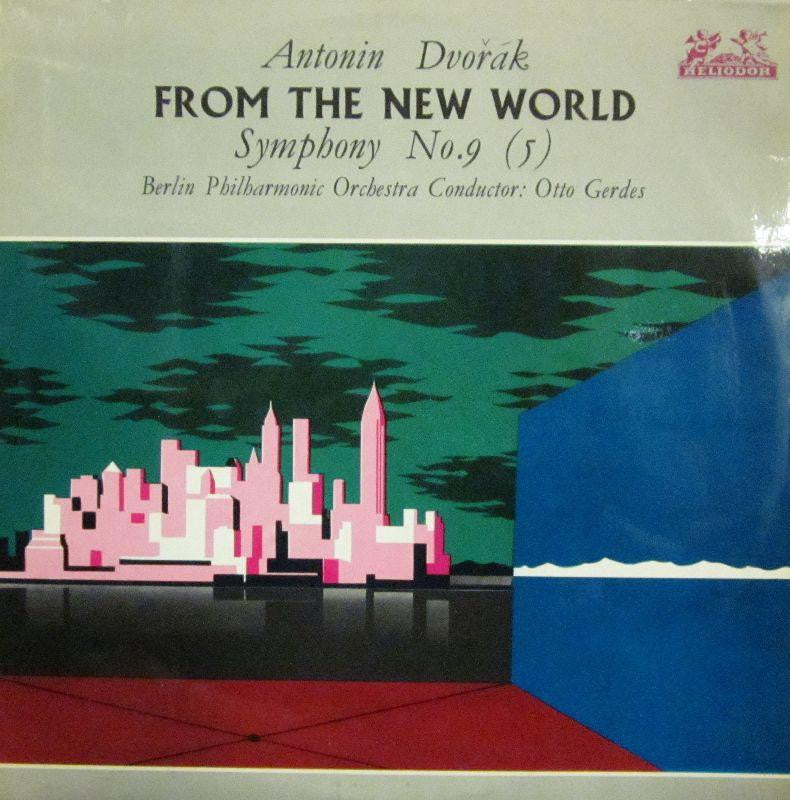 Antonin Dvořák
HELIODOR
FROM THE NEW WORLD
Symphony No.9 (5)
Berlin Philharmonic Orchestra Conductor: Otto Gerdes